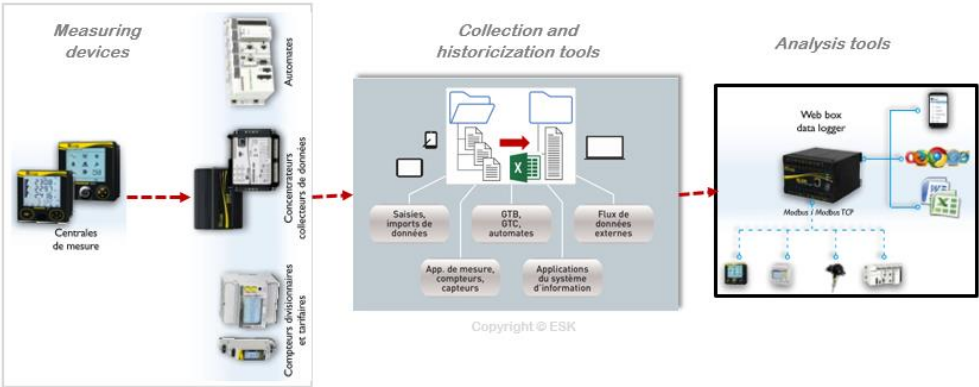 Measuring
devices
Automates
Centrales
de mesure
Concentrateurs
collecteurs de données
Compteurs divisionnaires
et tarifaires
Collection and
historicization tools
Saisies,
imports de
données
GTB,
GTC,
automates
Flux de
données
externes
App. de mesure,
compteurs,
capteurs
Applications
du système
d'information
Copyright © ESK
Analysis tools
Web box
data logger
Modbus / Modbus TCP